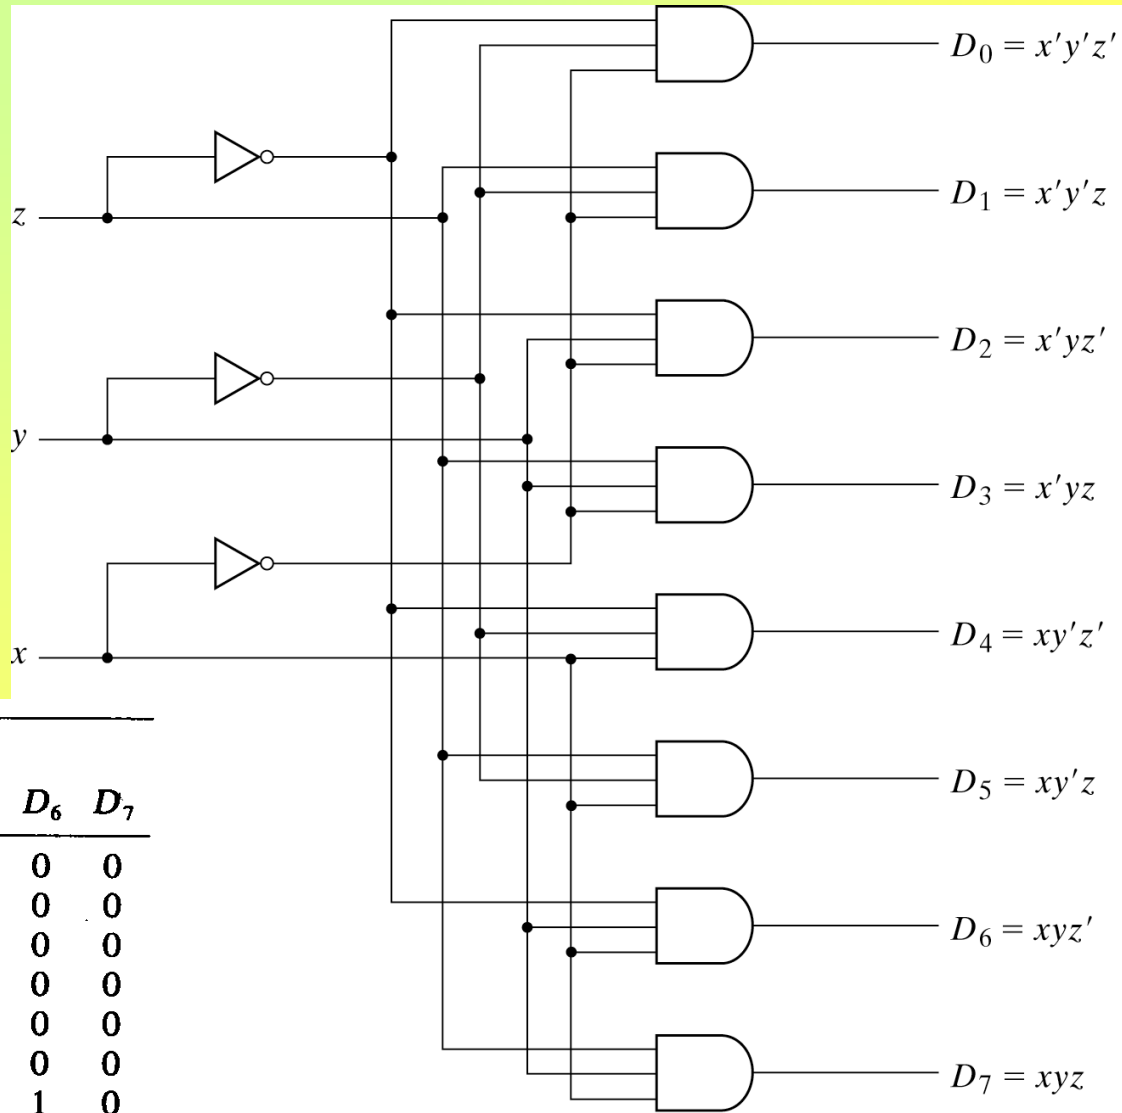 D₀ = x′y′z′
D₁ = x′y′z
z
D₂ = x′yz′
y
D₃ = x′yz
D₄ = xy′z′
x
D₅ = xy′z
D₆ D₇
0 0
0 0
0 0
0 0
0 0
0 0
1 0
D₆ = xyz′
D₇ = xyz